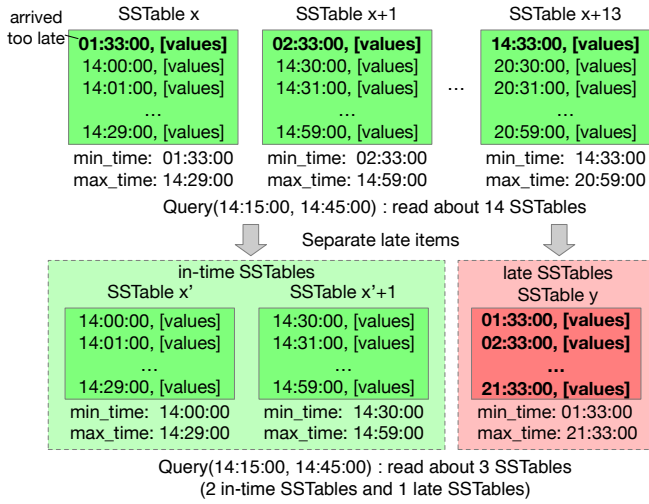 arrived
too late
SSTable x
01:33:00, [values]
14:00:00, [values]
14:01:00, [values]
...
14:29:00, [values]
min_time: 01:33:00
max_time: 14:29:00
SSTable x+1
02:33:00, [values]
14:30:00, [values]
14:31:00, [values]
...
14:59:00, [values]
min_time: 02:33:00
max_time: 14:59:00
...
SSTable x+13
14:33:00, [values]
20:30:00, [values]
20:31:00, [values]
...
20:59:00, [values]
min_time: 14:33:00
max_time: 20:59:00
Query(14:15:00, 14:45:00) : read about 14 SSTables
Separate late items
in-time SSTables
SSTable x'
14:00:00, [values]
14:01:00, [values]
...
14:29:00, [values]
min_time: 14:00:00
max_time: 14:29:00
SSTable x'+1
14:30:00, [values]
14:31:00, [values]
...
14:59:00, [values]
min_time: 14:30:00
max_time: 14:59:00
late SSTables
SSTable y
01:33:00, [values]
02:33:00, [values]
...
21:33:00, [values]
min_time: 01:33:00
max_time: 21:33:00
Query(14:15:00, 14:45:00) : read about 3 SSTables
(2 in-time SSTables and 1 late SSTables)